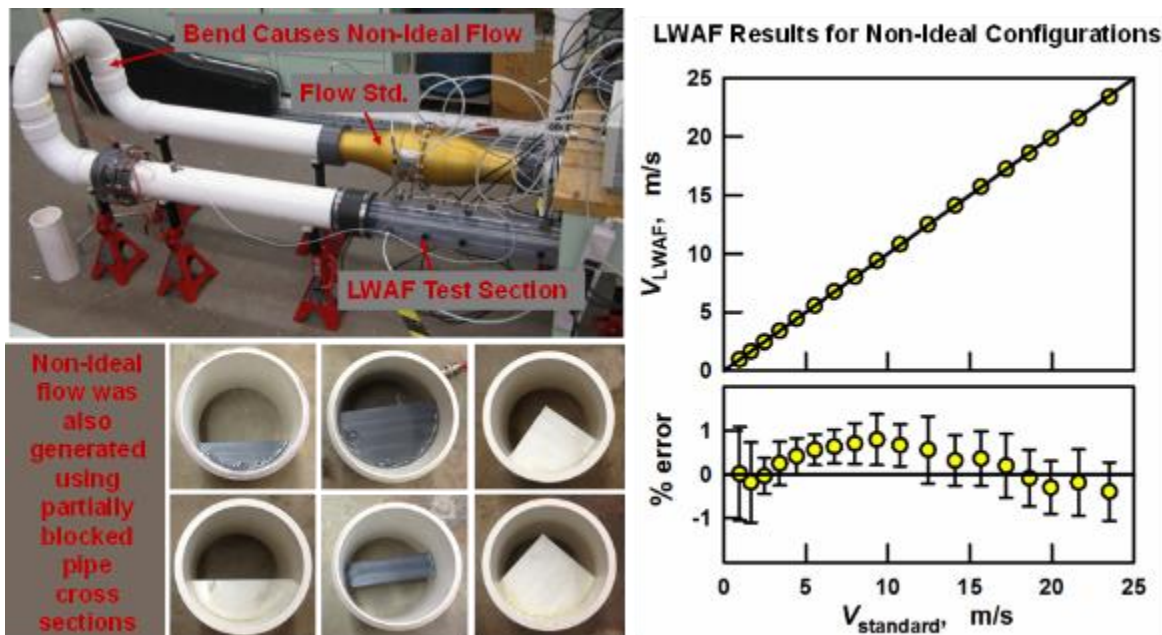 Bend Causes Non-Ideal Flow
Flow Std.
LWAF Test Section
Non-Ideal
flow was
also
generated
using
partially
blocked
pipe
cross
sections
LWAF Results for Non-Ideal Configurations
25
20
15
10
5
0
V_LWAF, m/s
1
0
-1
% error
0 5 10 15 20 25
V_standard, m/s